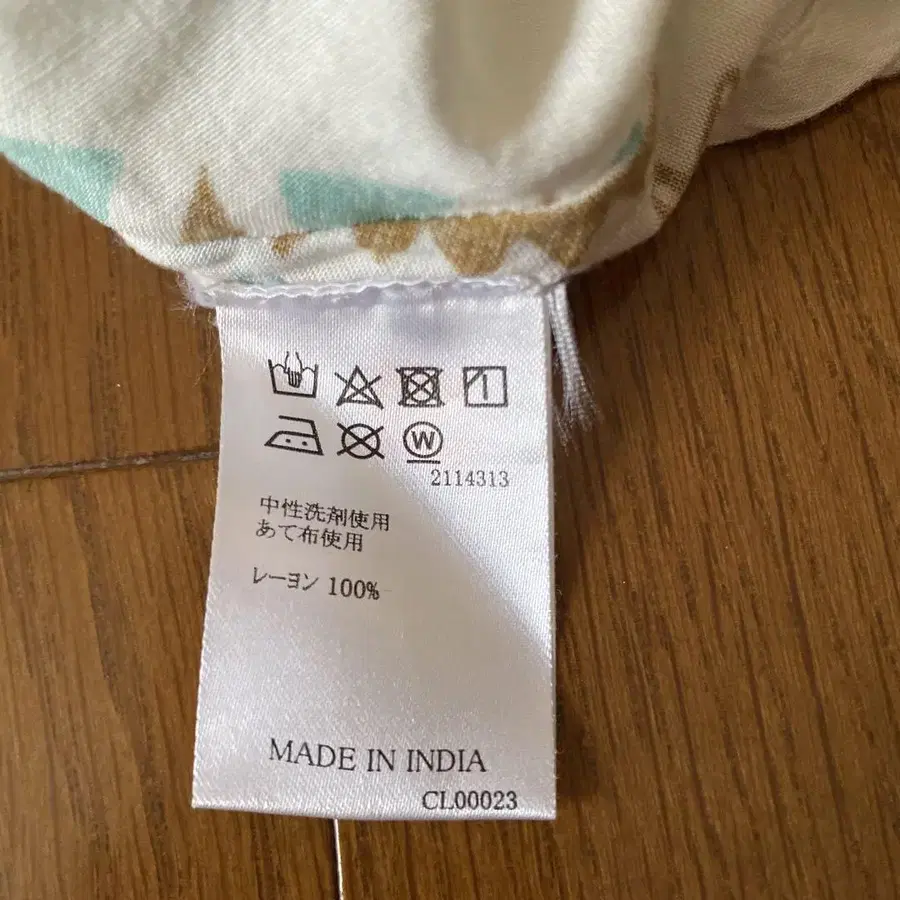 W
2114313
中性洗剤使用
あて布使用
レーヨン 100%
MADE IN INDIA
CL00023